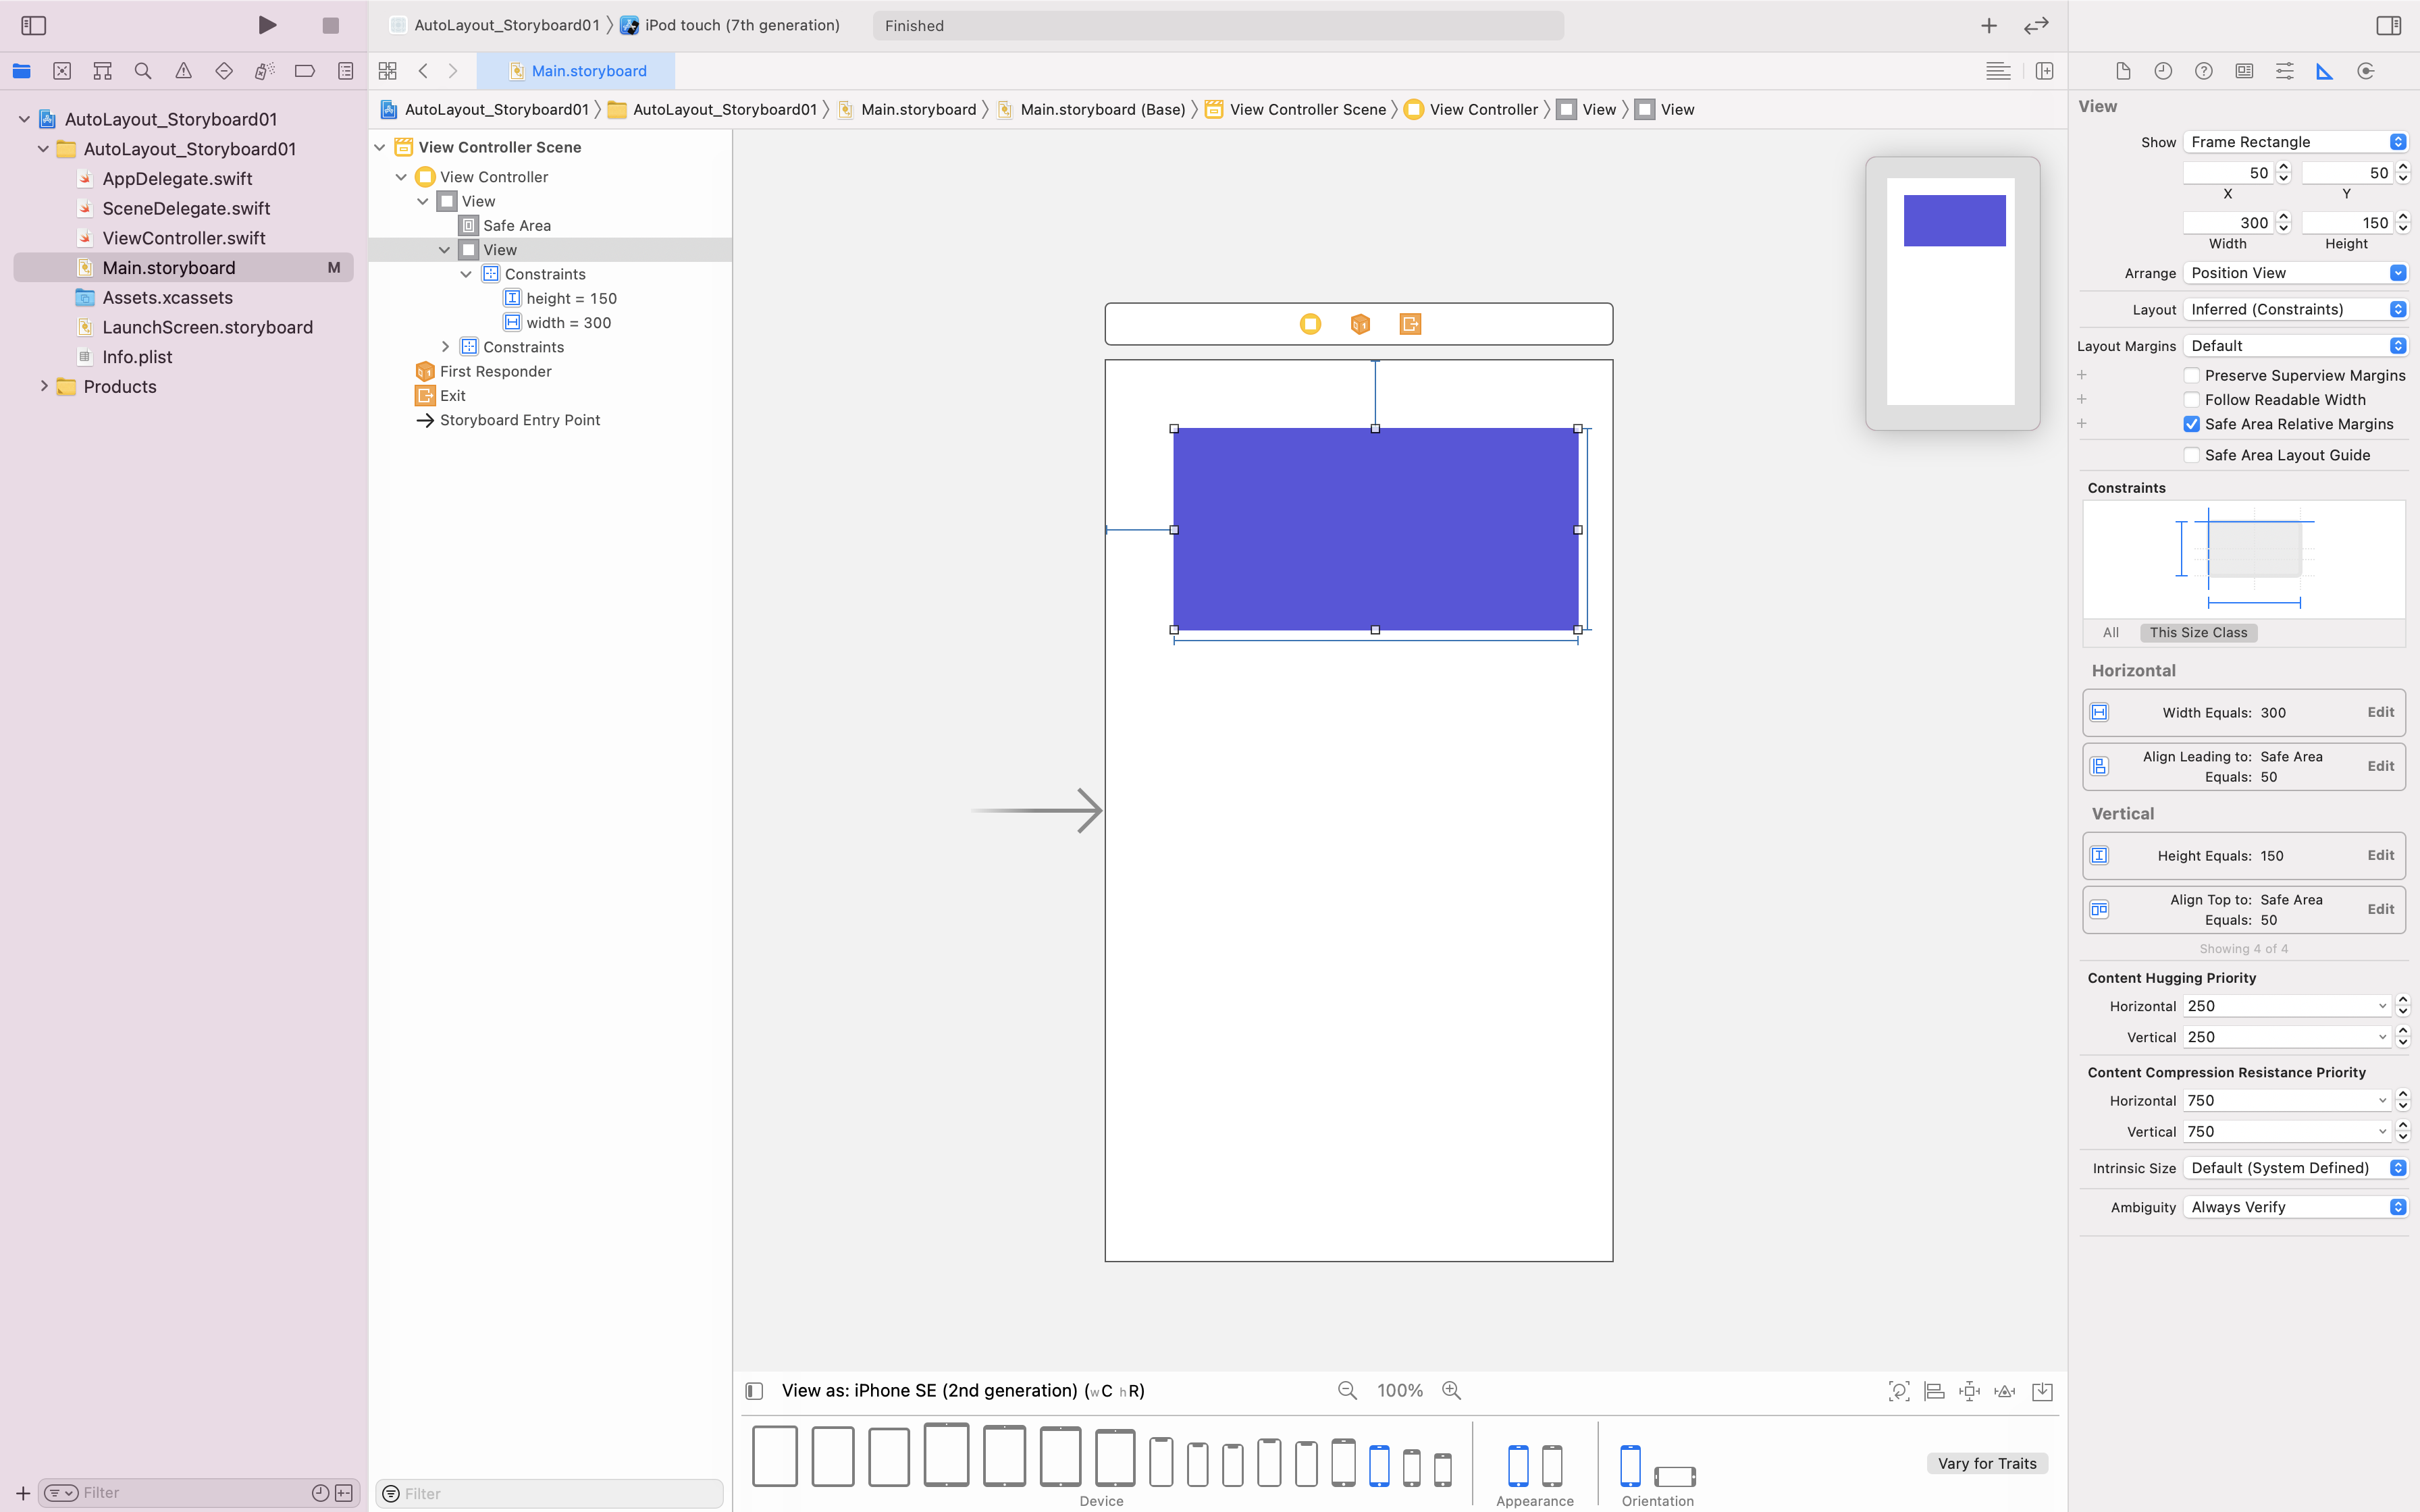 AutoLayout_Storyboard01 〉 iPod touch (7th generation)
Finished
Main.storyboard
AutoLayout_Storyboard01 〉 AutoLayout_Storyboard01 〉 Main.storyboard 〉 Main.storyboard (Base) 〉 View Controller Scene 〉 View Controller 〉 View 〉 View
AutoLayout_Storyboard01
AutoLayout_Storyboard01
AppDelegate.swift
SceneDelegate.swift
ViewController.swift
Main.storyboard M
Assets.xcassets
LaunchScreen.storyboard
Info.plist
Products
Filter
View Controller Scene
View Controller
View
Safe Area
View
Constraints
height = 150
width = 300
Constraints
First Responder
Exit
Storyboard Entry Point
Filter
View as: iPhone SE (2nd generation) (wC hR)
100%
Device
Appearance
Orientation
Vary for Traits
View
Show Frame Rectangle
50 50
X Y
300 150
Width Height
Arrange Position View
Layout Inferred (Constraints)
Layout Margins Default
Preserve Superview Margins
Follow Readable Width
Safe Area Relative Margins
Safe Area Layout Guide
Constraints
All This Size Class
Horizontal
Width Equals: 300 Edit
Align Leading to: Safe Area Edit
Equals: 50
Vertical
Height Equals: 150 Edit
Align Top to: Safe Area Edit
Equals: 50
Showing 4 of 4
Content Hugging Priority
Horizontal 250
Vertical 250
Content Compression Resistance Priority
Horizontal 750
Vertical 750
Intrinsic Size Default (System Defined)
Ambiguity Always Verify